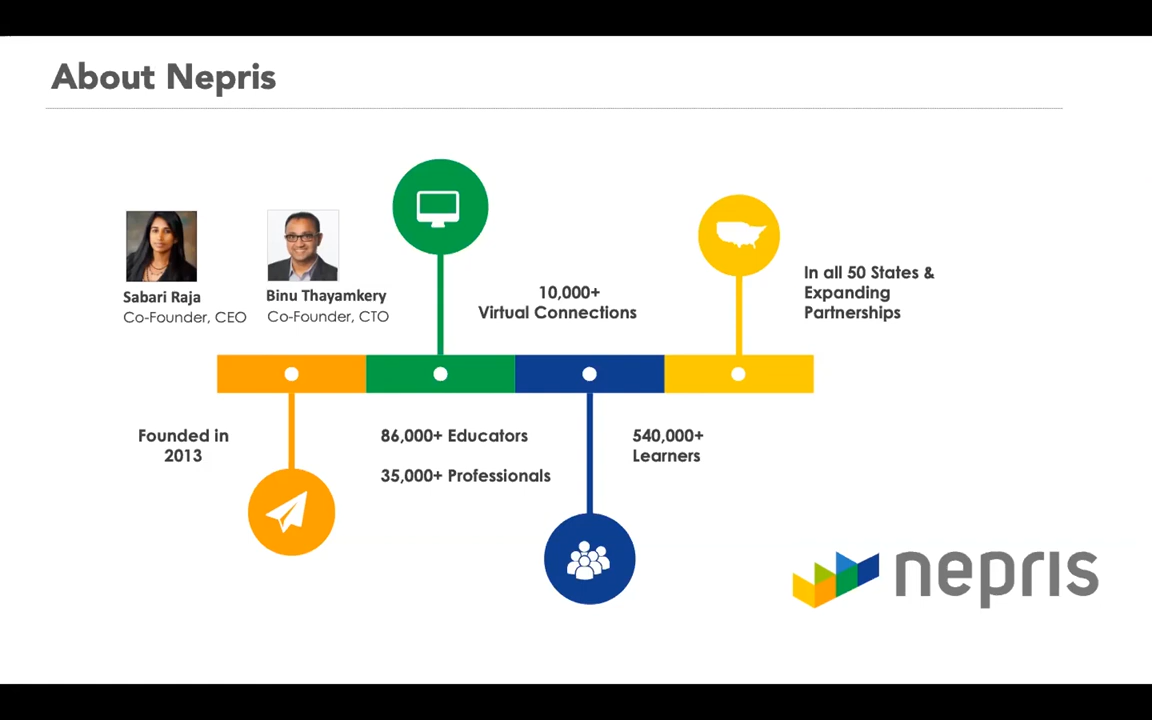 About Nepris
Sabari Raja
Co-Founder, CEO
Binu Thayamkery
Co-Founder, CTO
10,000+
Virtual Connections
In all 50 States &
Expanding
Partnerships
Founded in
2013
86,000+ Educators
35,000+ Professionals
540,000+
Learners
nepris